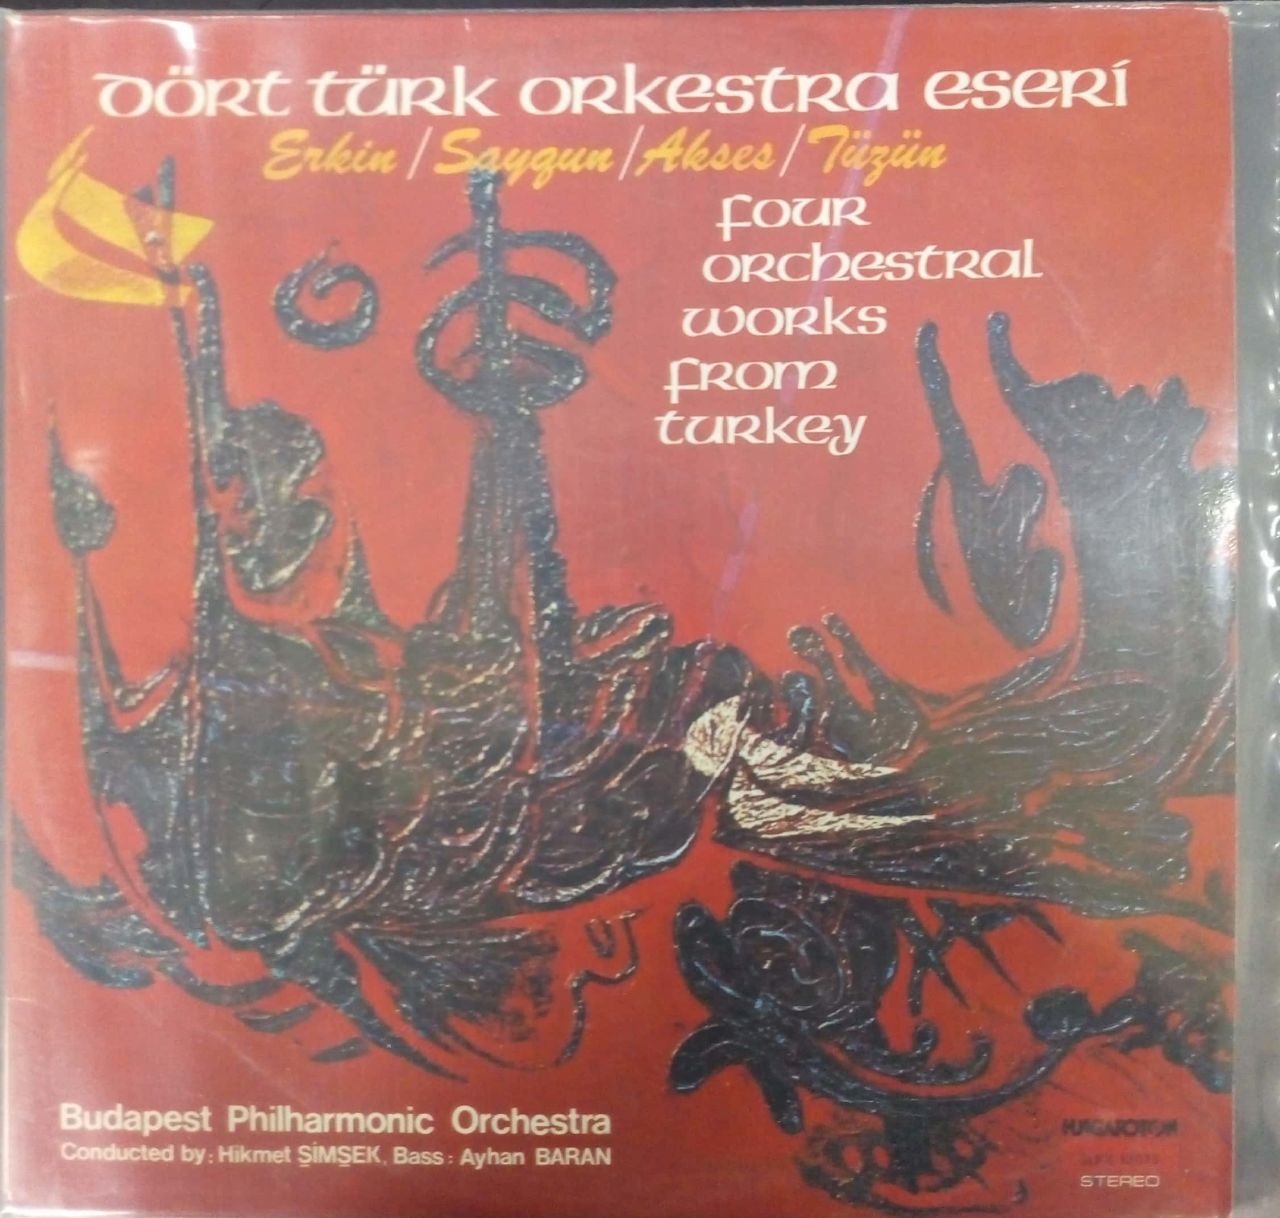 Dört türk orkestra eserí
Erkin / Saygun / Akses / Tüzün
four
orchestral
works
from
turkey
Budapest Philharmonic Orchestra
Conducted by: Hikmet ŞİMŞEK, Bass: Ayhan BARAN
HUNGAROTON
STEREO